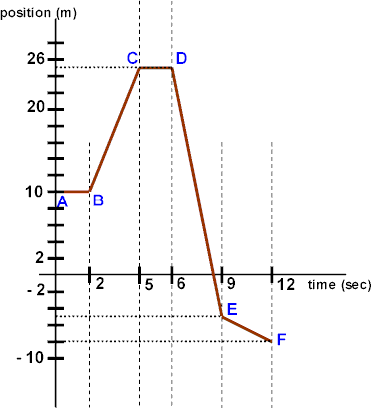 position (m)
26
C D
20
10
A B
2
2 5 6 9 12 time (sec)
- 2
E
F
- 10